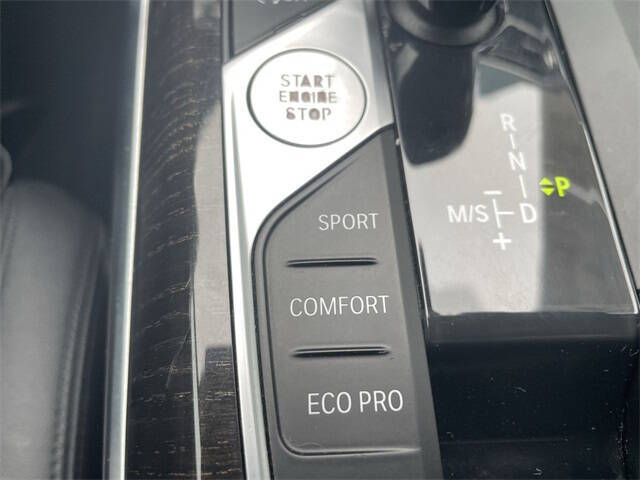 START
ENGINE
STOP
R
N
P
−
M/S D
+
SPORT
COMFORT
ECO PRO